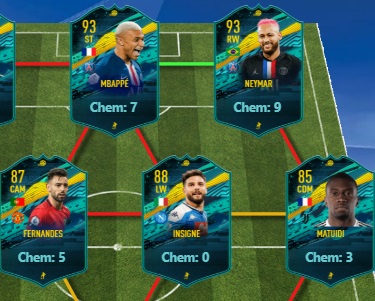 93
ST
MBAPPÉ
Chem: 7
93
RW
NEYMAR
Chem: 9
87
CAM
FERNANDES
Chem: 5
88
LW
INSIGNE
Chem: 0
85
CDM
MATUIDI
Chem: 3